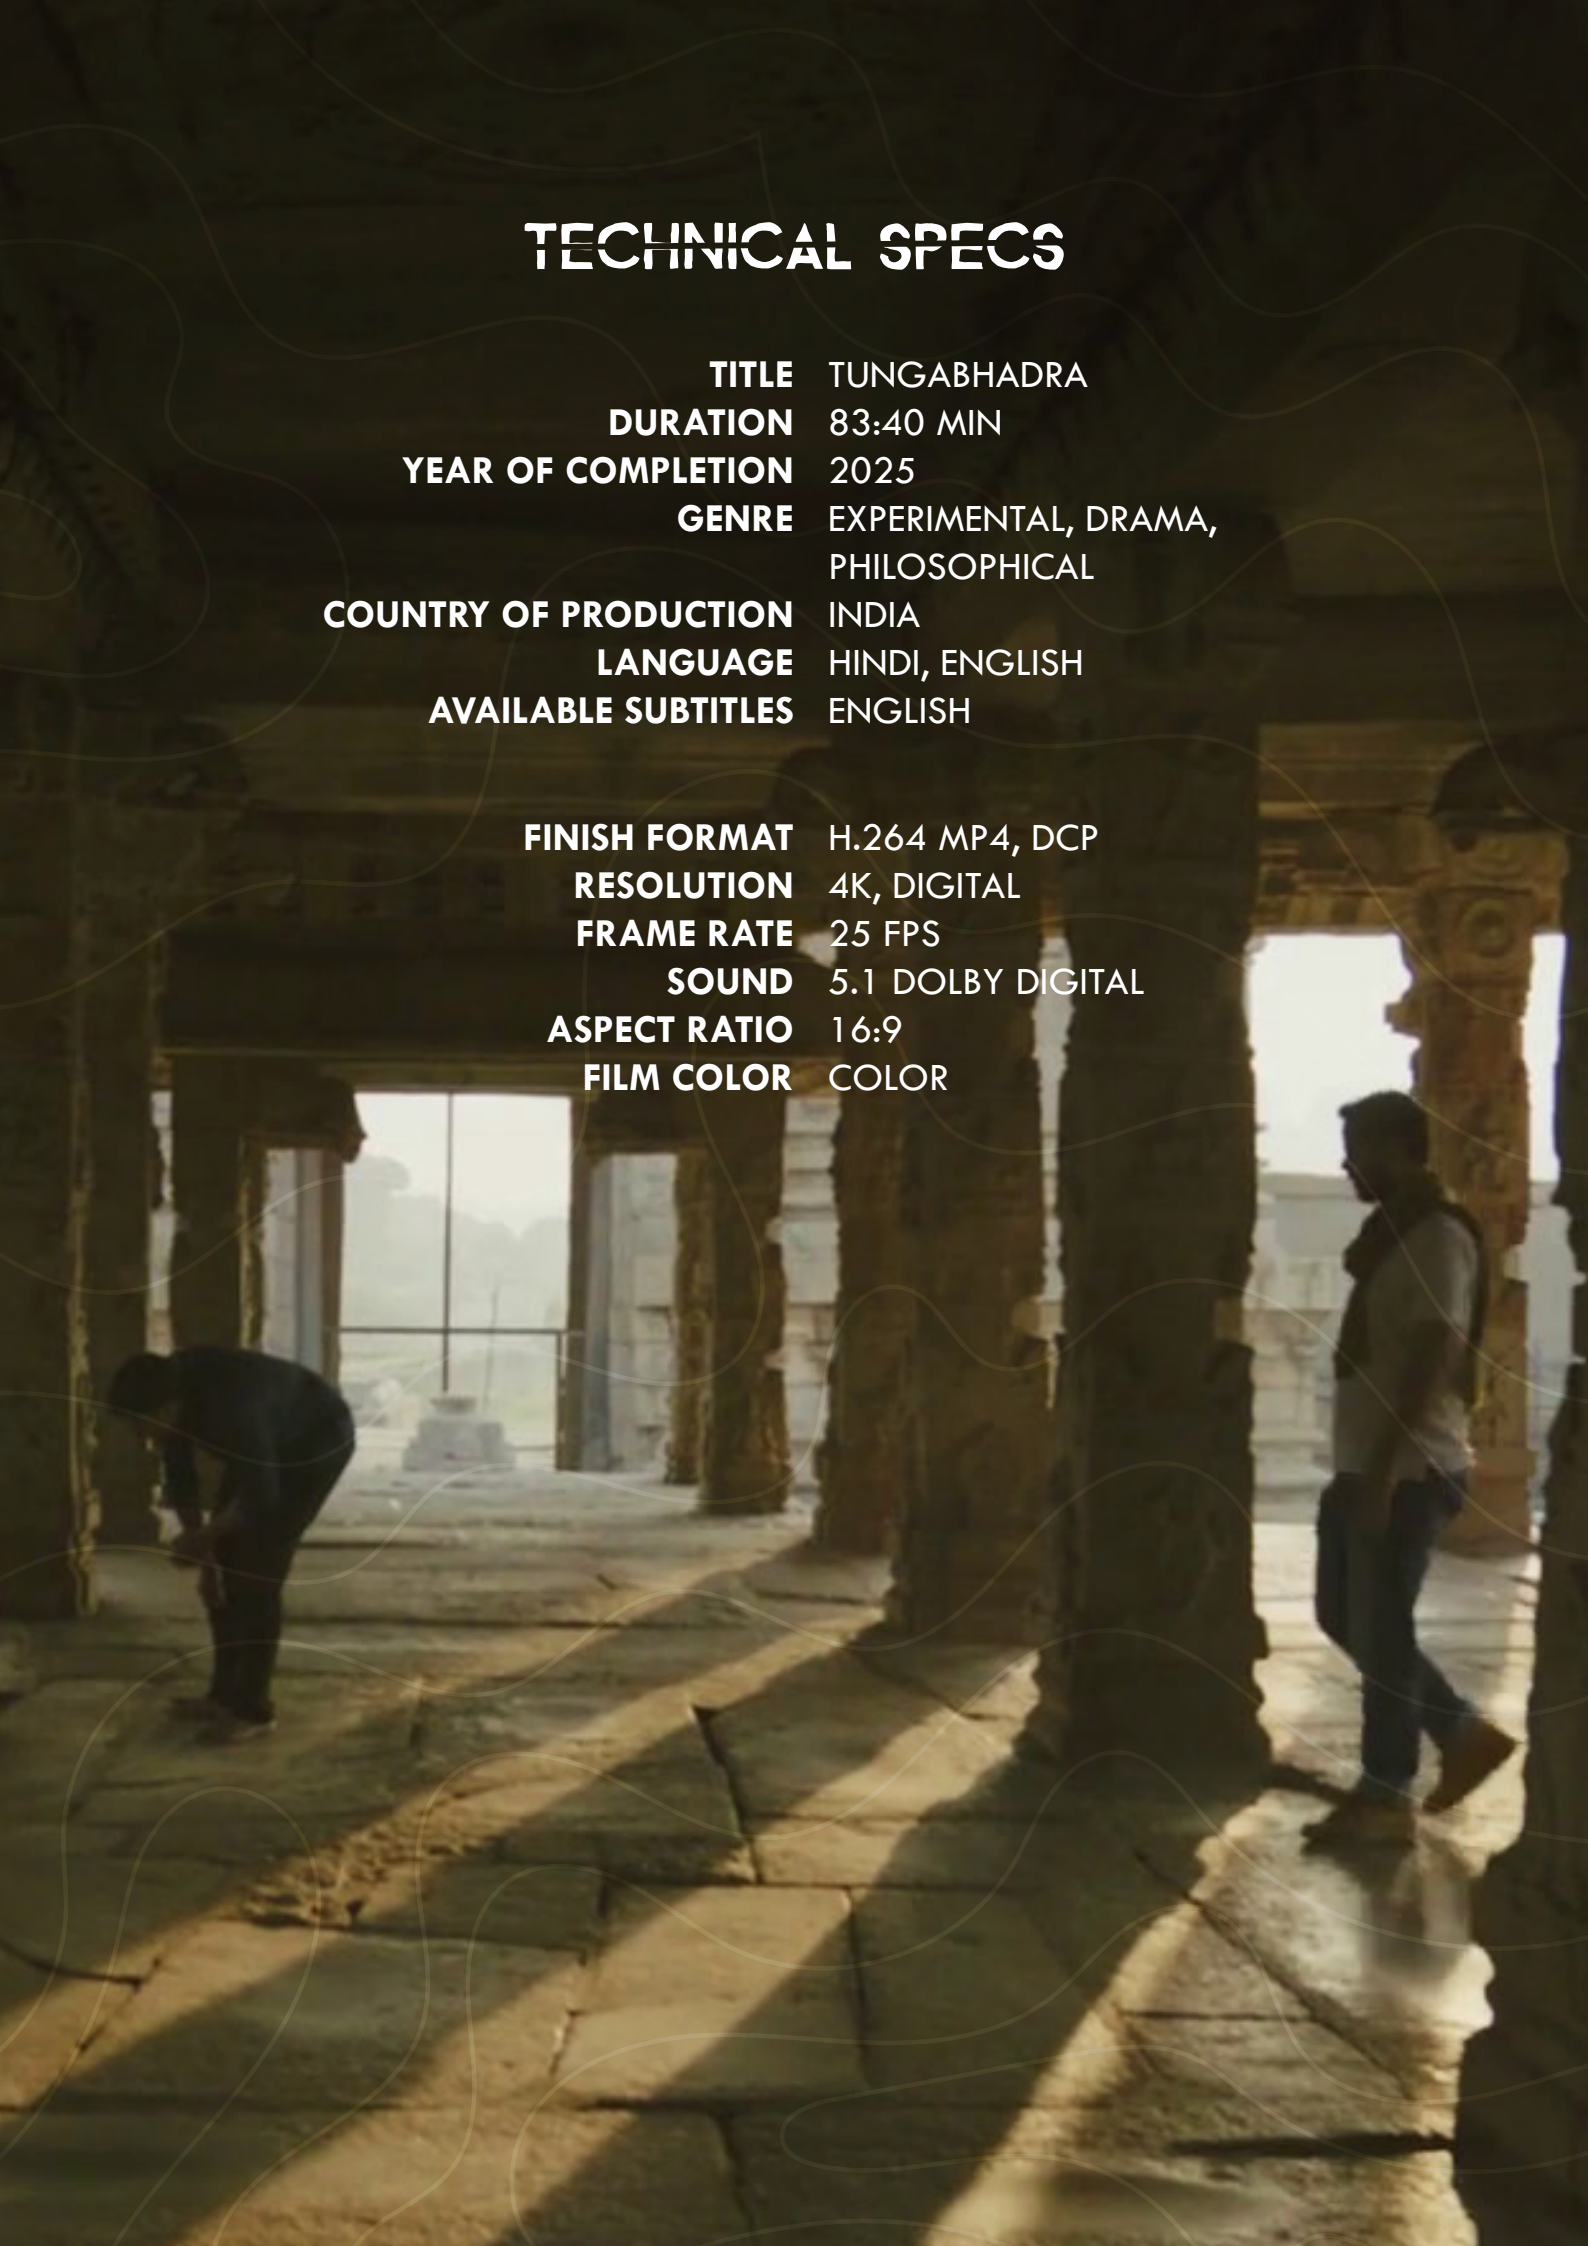 TECHNICAL SPECS
TITLE TUNGABHADRA
DURATION 83:40 MIN
YEAR OF COMPLETION 2025
GENRE EXPERIMENTAL, DRAMA,
PHILOSOPHICAL
COUNTRY OF PRODUCTION INDIA
LANGUAGE HINDI, ENGLISH
AVAILABLE SUBTITLES ENGLISH
FINISH FORMAT H.264 MP4, DCP
RESOLUTION 4K, DIGITAL
FRAME RATE 25 FPS
SOUND 5.1 DOLBY DIGITAL
ASPECT RATIO 16:9
FILM COLOR COLOR